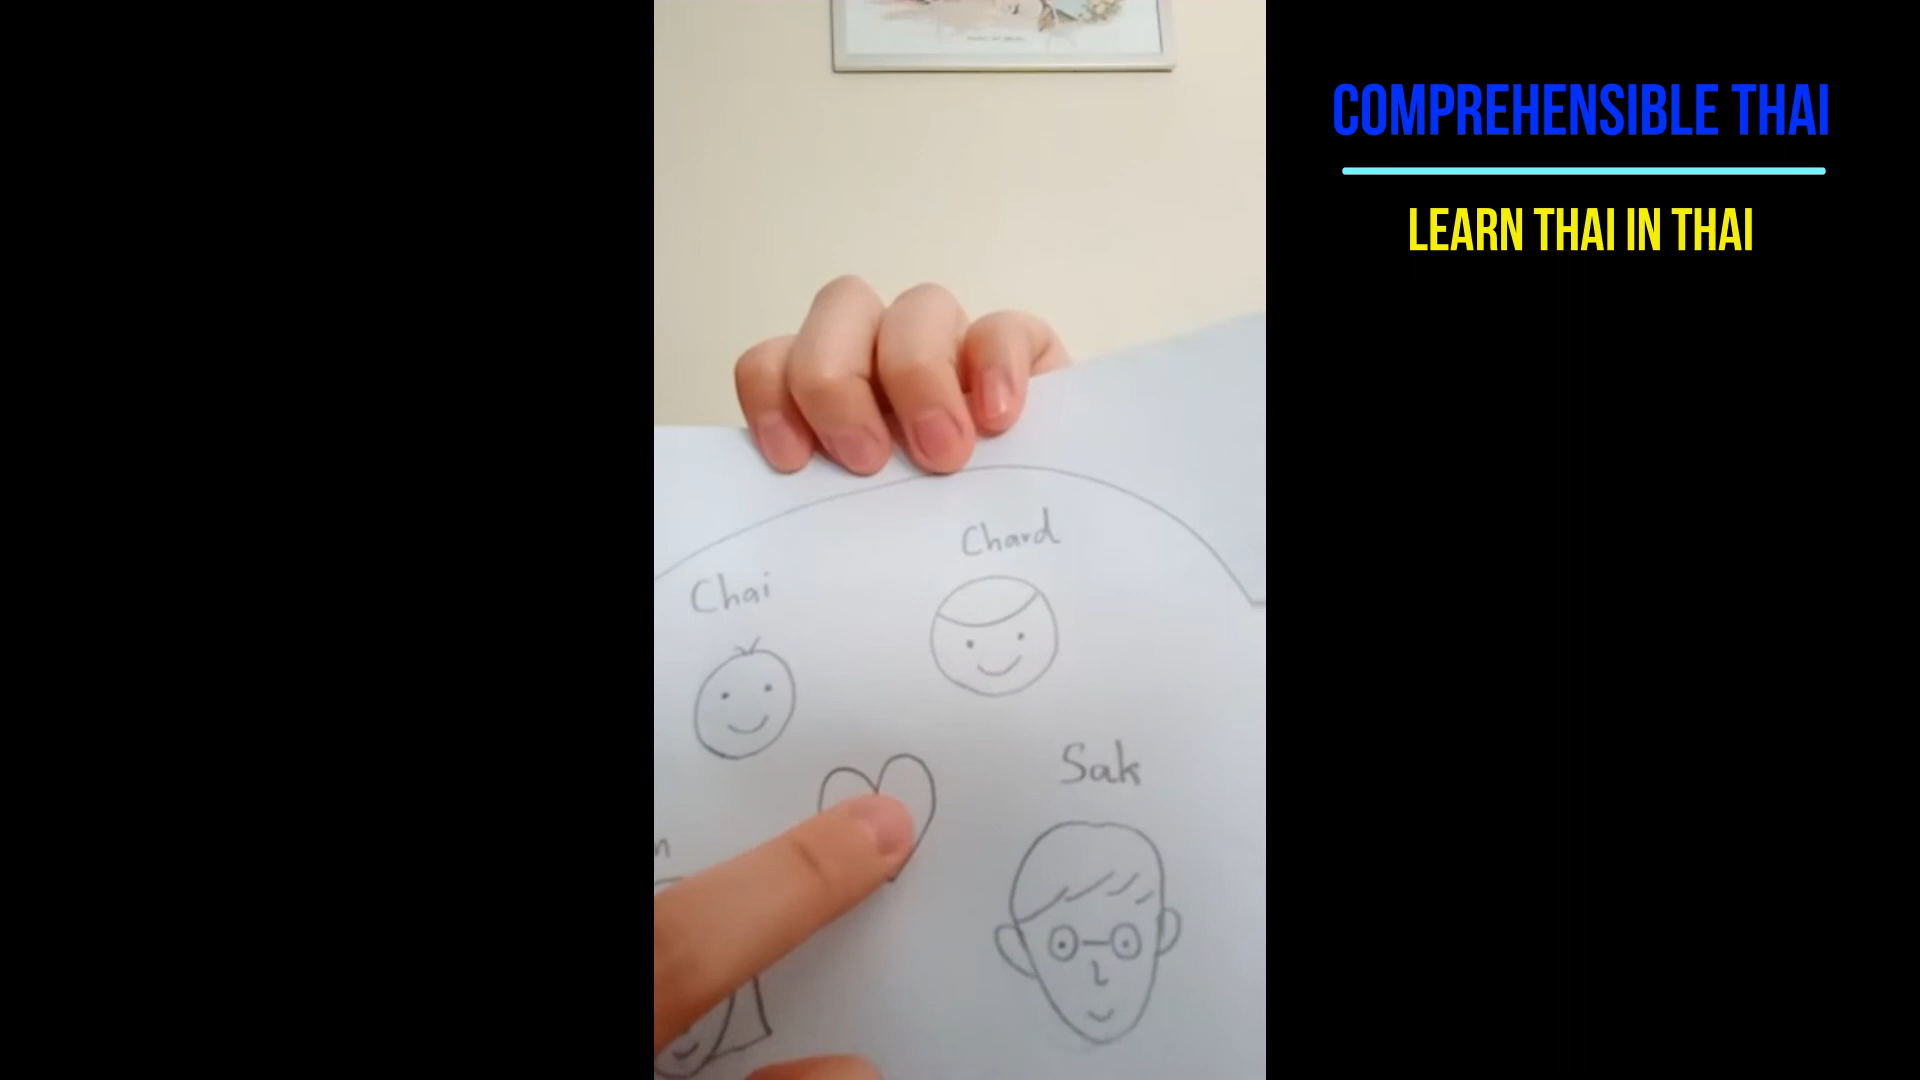 COMPREHENSIBLE THAI
LEARN THAI IN THAI
Chard
Chai
Sak
n